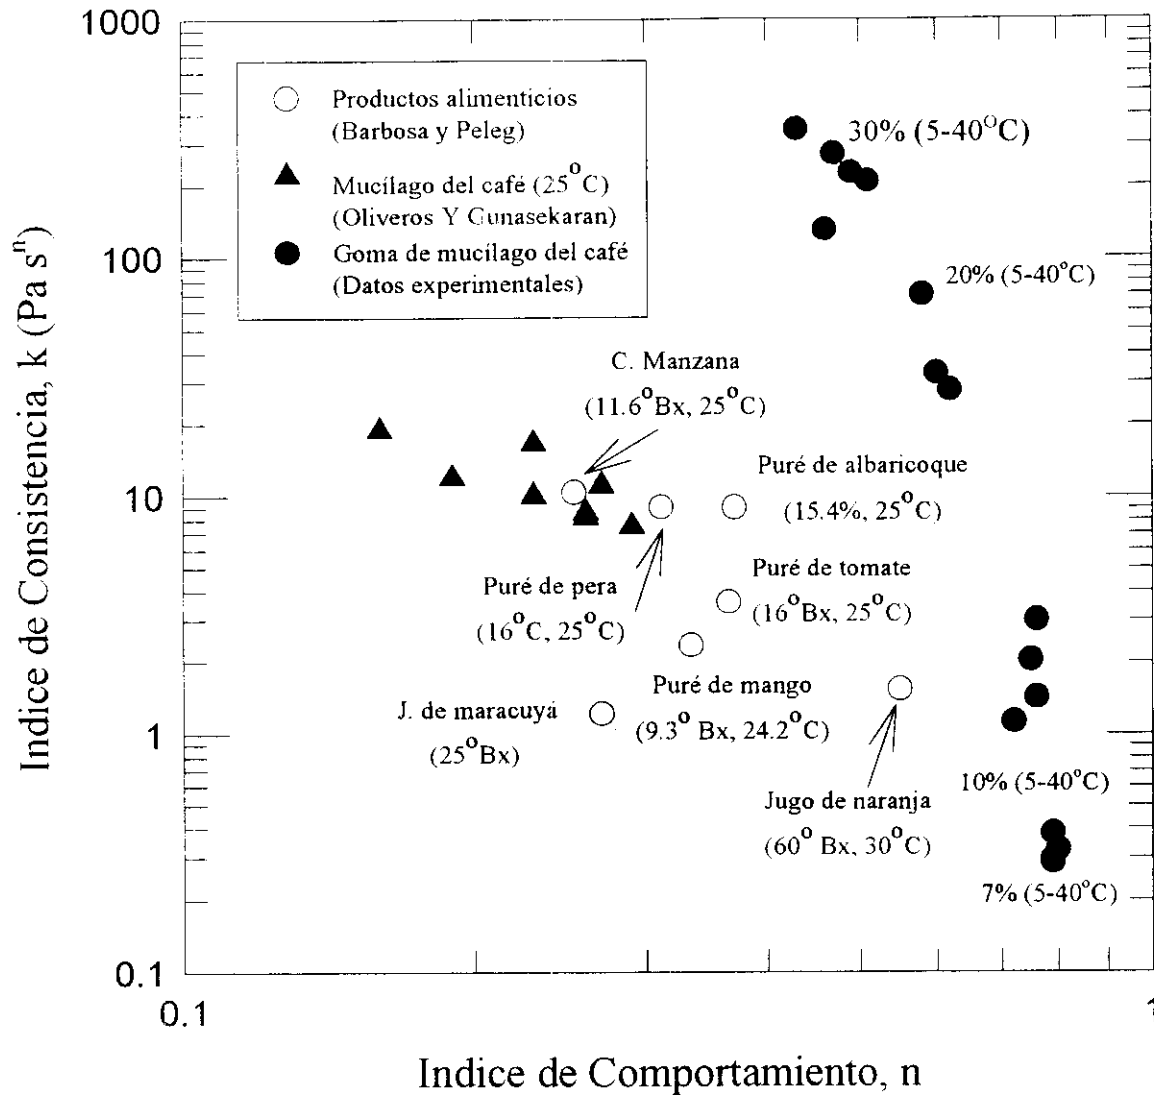 1000
100
10
1
0.1
0.1
1
Indice de Consistencia, k (Pa sⁿ)
Productos alimenticios
(Barbosa y Peleg)
Mucílago del café (25°C)
(Oliveros Y Gunasekaran)
Goma de mucílago del café
(Datos experimentales)
30% (5-40°C)
20% (5-40°C)
C. Manzana
(11.6°Bx, 25°C)
Puré de albaricoque
(15.4%, 25°C)
Puré de pera
(16°C, 25°C)
Puré de tomate
(16°Bx, 25°C)
Puré de mango
(9.3° Bx, 24.2°C)
J. de maracuyá
(25°Bx)
Jugo de naranja
(60° Bx, 30°C)
10% (5-40°C)
7% (5-40°C)
Indice de Comportamiento, n